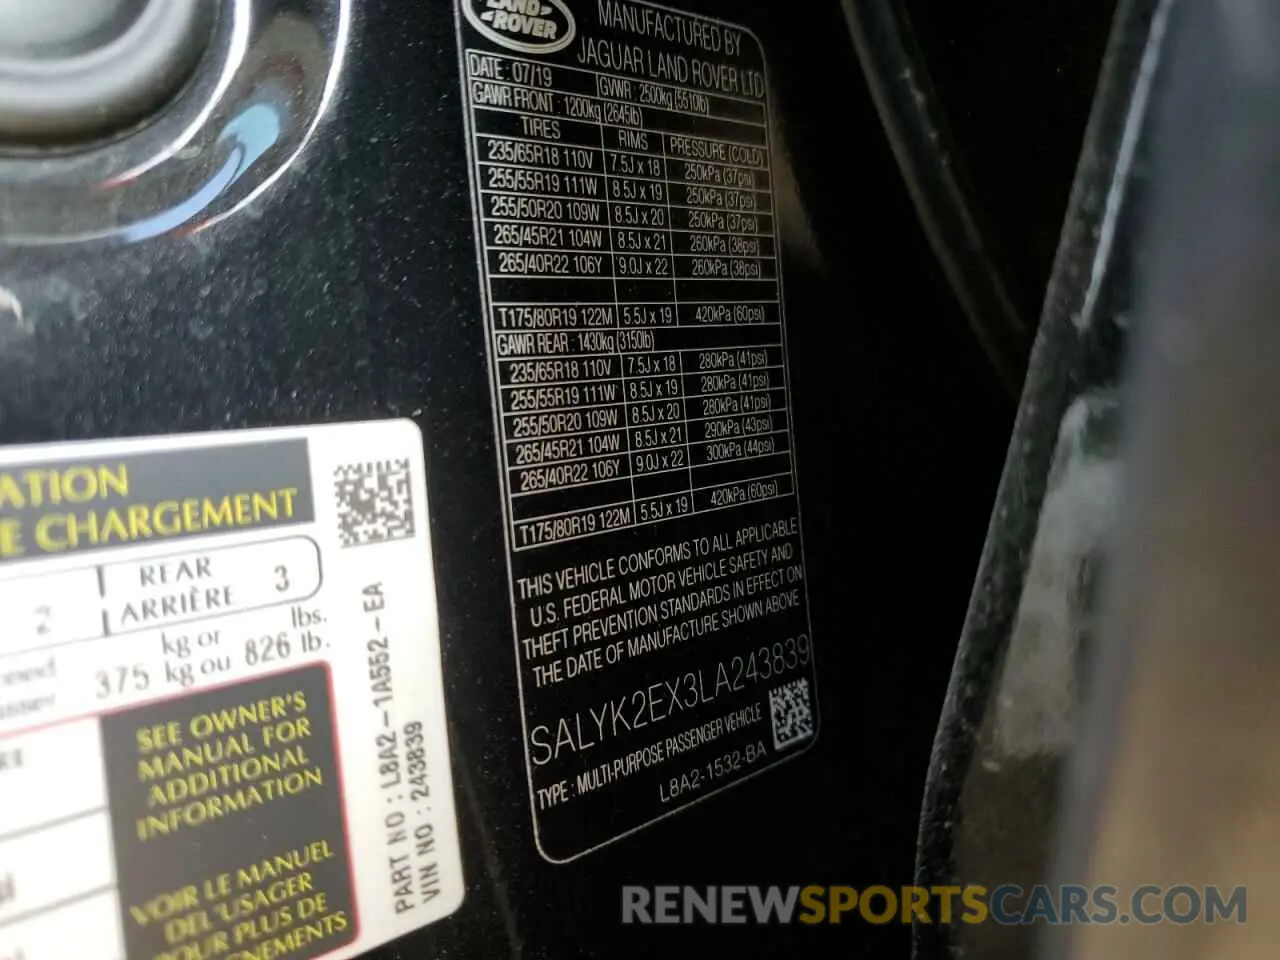 LAND-
-ROVER
MANUFACTURED BY
JAGUAR LAND ROVER LTD
DATE : 07/19 GVWR : 2500kg (5510lb)
GAWR FRONT : 1200kg (2645lb)
TIRES RIMS PRESSURE (COLD)
235/65R18 110V 7.5J x 18 250kPa (37psi)
255/55R19 111W 8.5J x 19 250kPa (37psi)
255/50R20 109W 8.5J x 20 250kPa (37psi)
265/45R21 104W 8.5J x 21 260kPa (38psi)
265/40R22 106Y 9.0J x 22 260kPa (38psi)
T175/80R19 122M 5.5J x 19 420kPa (60psi)
GAWR REAR : 1430kg (3150lb)
235/65R18 110V 7.5J x 18 280kPa (41psi)
255/55R19 111W 8.5J x 19 280kPa (41psi)
255/50R20 109W 8.5J x 20 280kPa (41psi)
265/45R21 104W 8.5J x 21 290kPa (43psi)
265/40R22 106Y 9.0J x 22 300kPa (44psi)
T175/80R19 122M 5.5J x 19 420kPa (60psi)
THIS VEHICLE CONFORMS TO ALL APPLICABLE
U.S. FEDERAL MOTOR VEHICLE SAFETY AND
THEFT PREVENTION STANDARDS IN EFFECT ON
THE DATE OF MANUFACTURE SHOWN ABOVE
SALYK2EX3LA243839
TYPE : MULTI-PURPOSE PASSENGER VEHICLE
L8A2-1532-BA
ATION
E CHARGEMENT
2 REAR
ARRIÈRE 3
375 kg or
kg ou 826 lbs.
lb.
SEE OWNER'S
MANUAL FOR
ADDITIONAL
INFORMATION
VOIR LE MANUEL
DEL'USAGER
POUR PLUS DE
GNEMENTS
PART NO : L8A2-1A552-EA
VIN NO : 243839
RENEWSPORTSCARS.COM